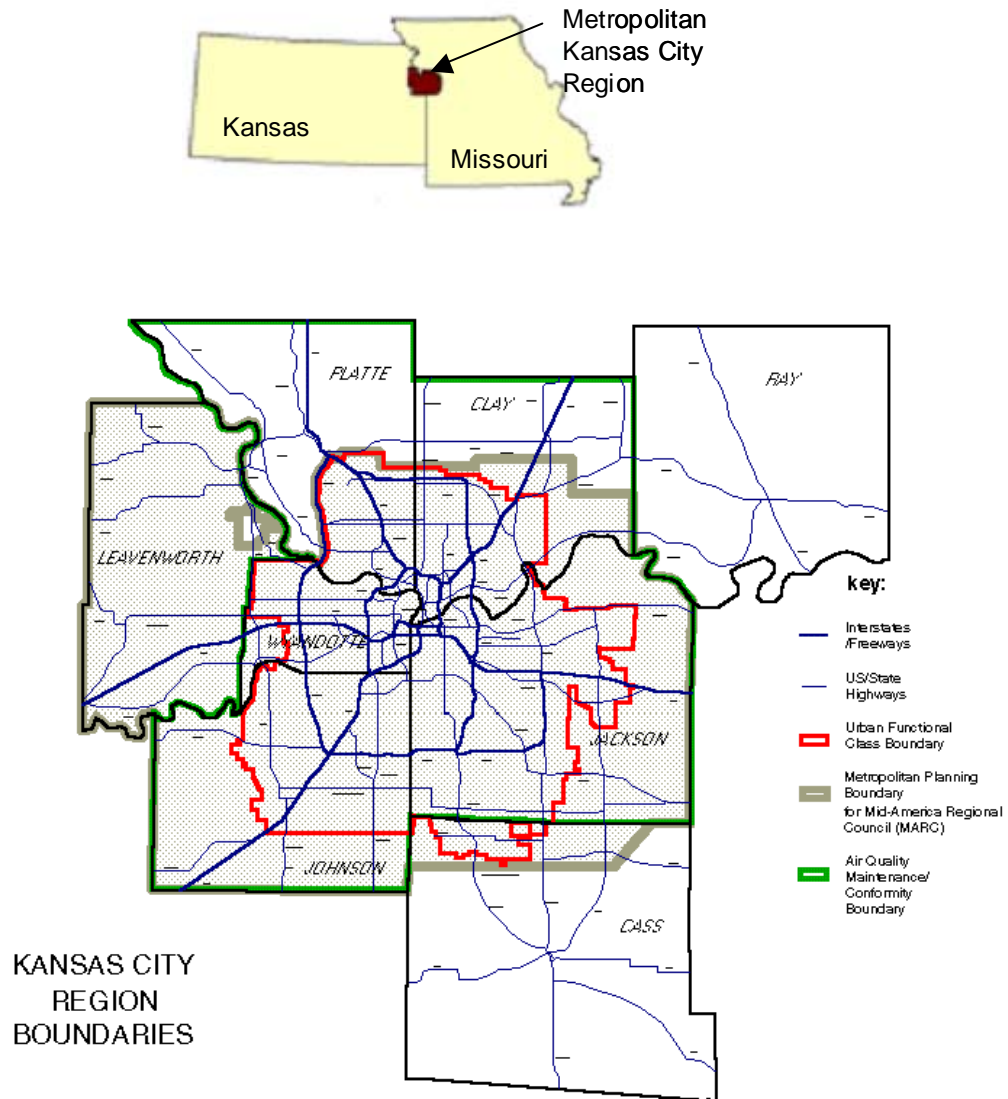 Metropolitan
Kansas City
Region
Kansas
Missouri
PLATTE
CLAY
RAY
LEAVENWORTH
WYANDOTTE
JACKSON
JOHNSON
CASS
key:
Interstates
/Freeways
US/State
Highways
Urban Functional
Class Boundary
Metropolitan Planning
Boundary
for Mid-America Regional
Council (MARC)
Air Quality
Maintenance/
Conformity
Boundary
KANSAS CITY
REGION
BOUNDARIES